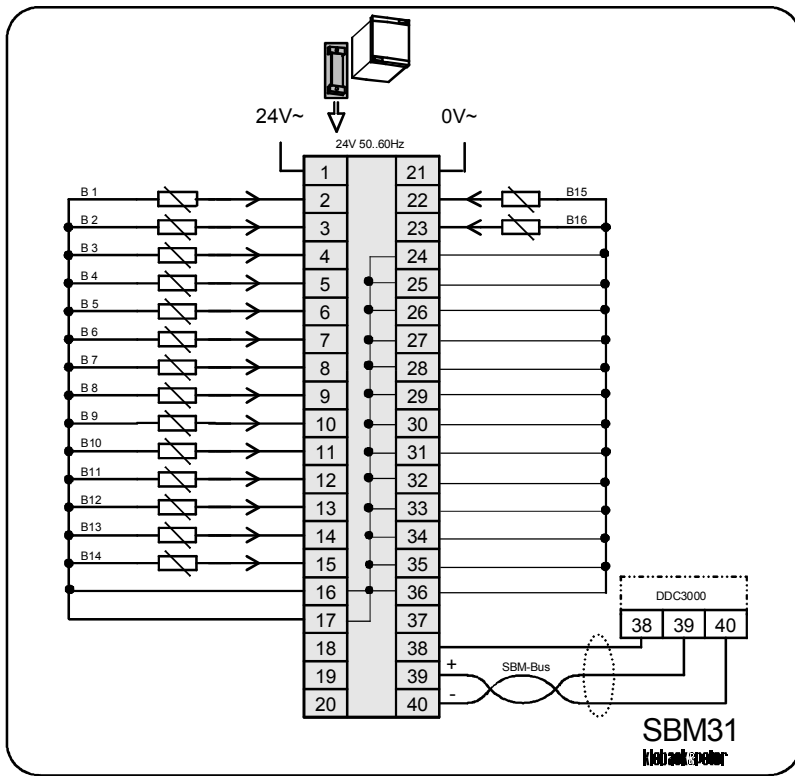 24V~ 0V~
24V 50..60Hz
1 21
B 1 2 22 B15
B 2 3 23 B16
B 3 4 24
B 4 5 25
B 5 6 26
B 6 7 27
B 7 8 28
B 8 9 29
B 9 10 30
B10 11 31
B11 12 32
B12 13 33
B13 14 34
B14 15 35
16 36
17 37
18 38
19 39
20 40
DDC3000
38 39 40
+ SBM-Bus
-
SBM31